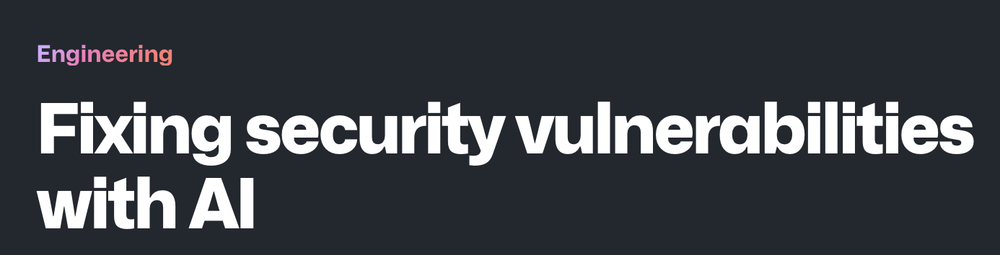 Engineering
Fixing security vulnerabilities
with AI